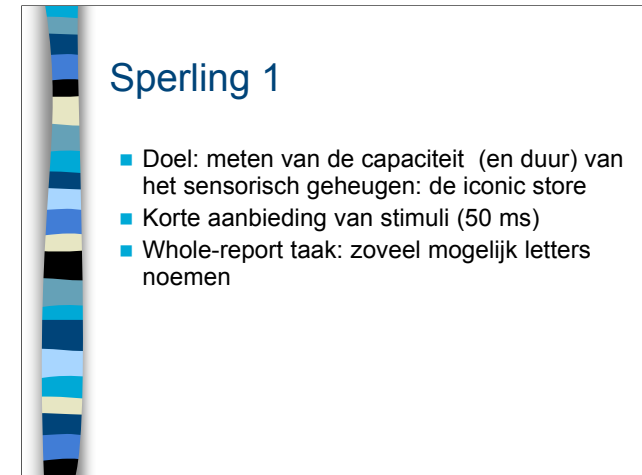 Sperling 1
Doel: meten van de capaciteit (en duur) van
het sensorisch geheugen: de iconic store
Korte aanbieding van stimuli (50 ms)
Whole-report taak: zoveel mogelijk letters
noemen